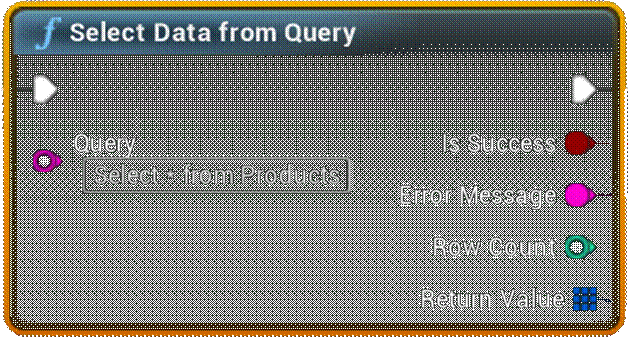 f Select Data from Query
Query
Select * from Products
Is Success
Error Message
Row Count
Return Value